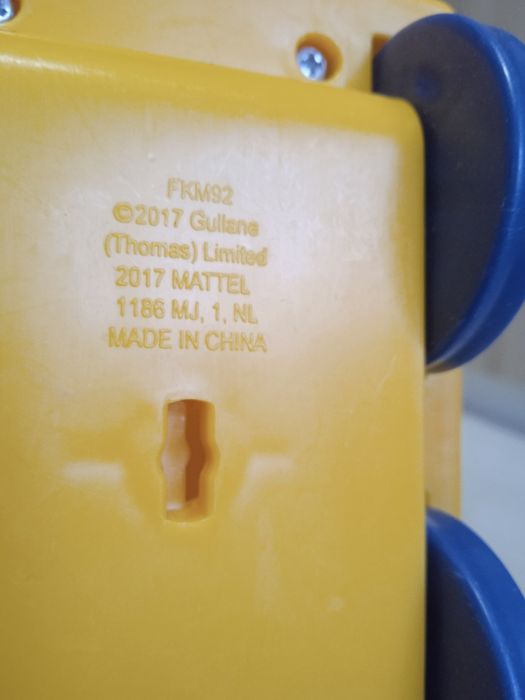 FKM92
©2017 Gullane
(Thomas) Limited
2017 MATTEL
1186 MJ, 1, NL
MADE IN CHINA